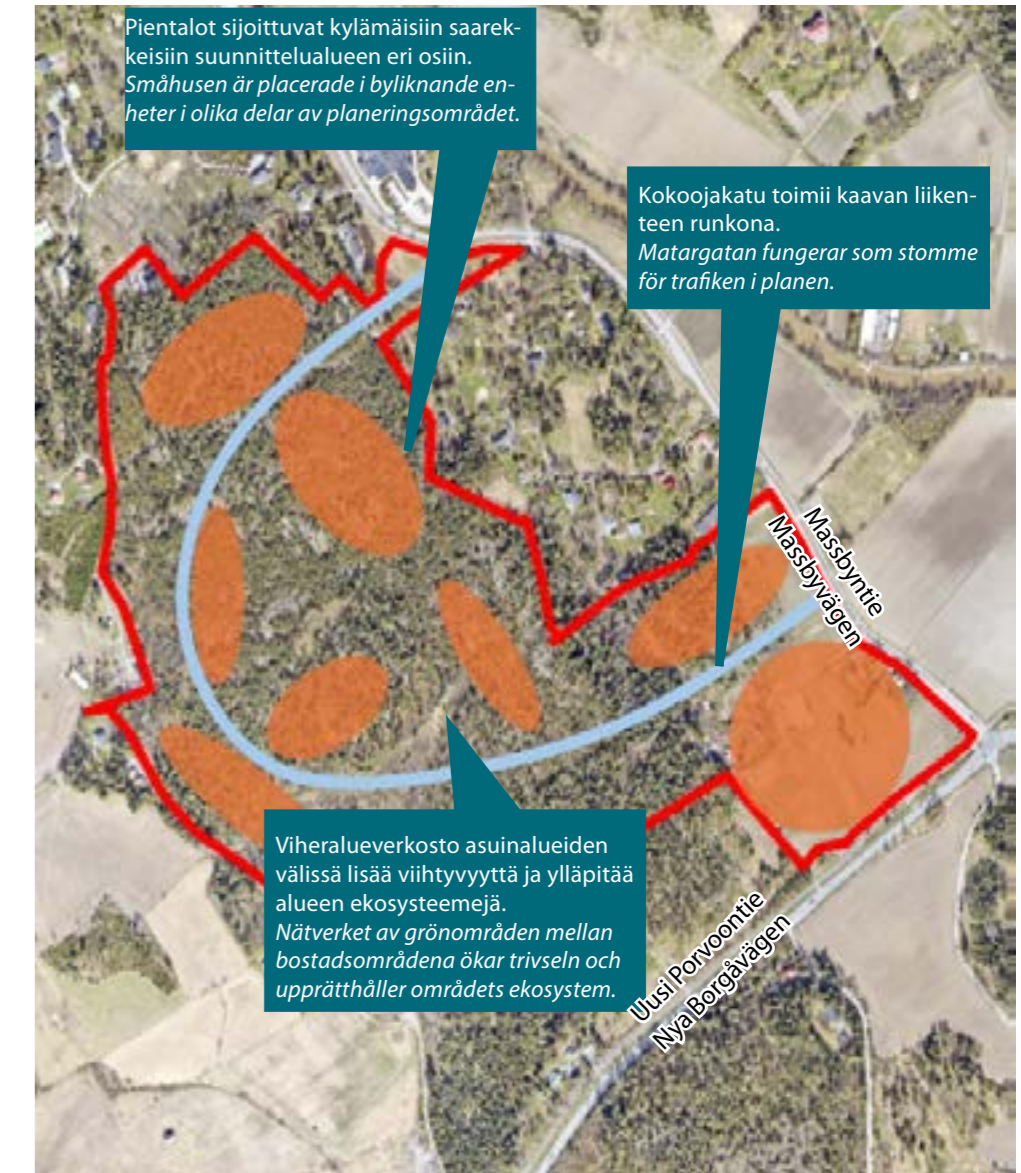 Pientalot sijoittuvat kylämäisiin saarek-
keisiin suunnittelualueen eri osiin.
Småhusen är placerade i byliknande en-
heter i olika delar av planeringsområdet.
Kokoojakatu toimii kaavan liiken-
teen runkona.
Matargatan fungerar som stomme
för trafiken i planen.
Massbyntie
Massbyvägen
Viheralueverkosto asuinalueiden
välissä lisää viihtyvyyttä ja ylläpitää
alueen ekosysteemejä.
Nätverket av grönområden mellan
bostadsområdena ökar trivseln och
upprätthåller områdets ekosystem.
Uusi Porvoontie
Nya Borgåvägen